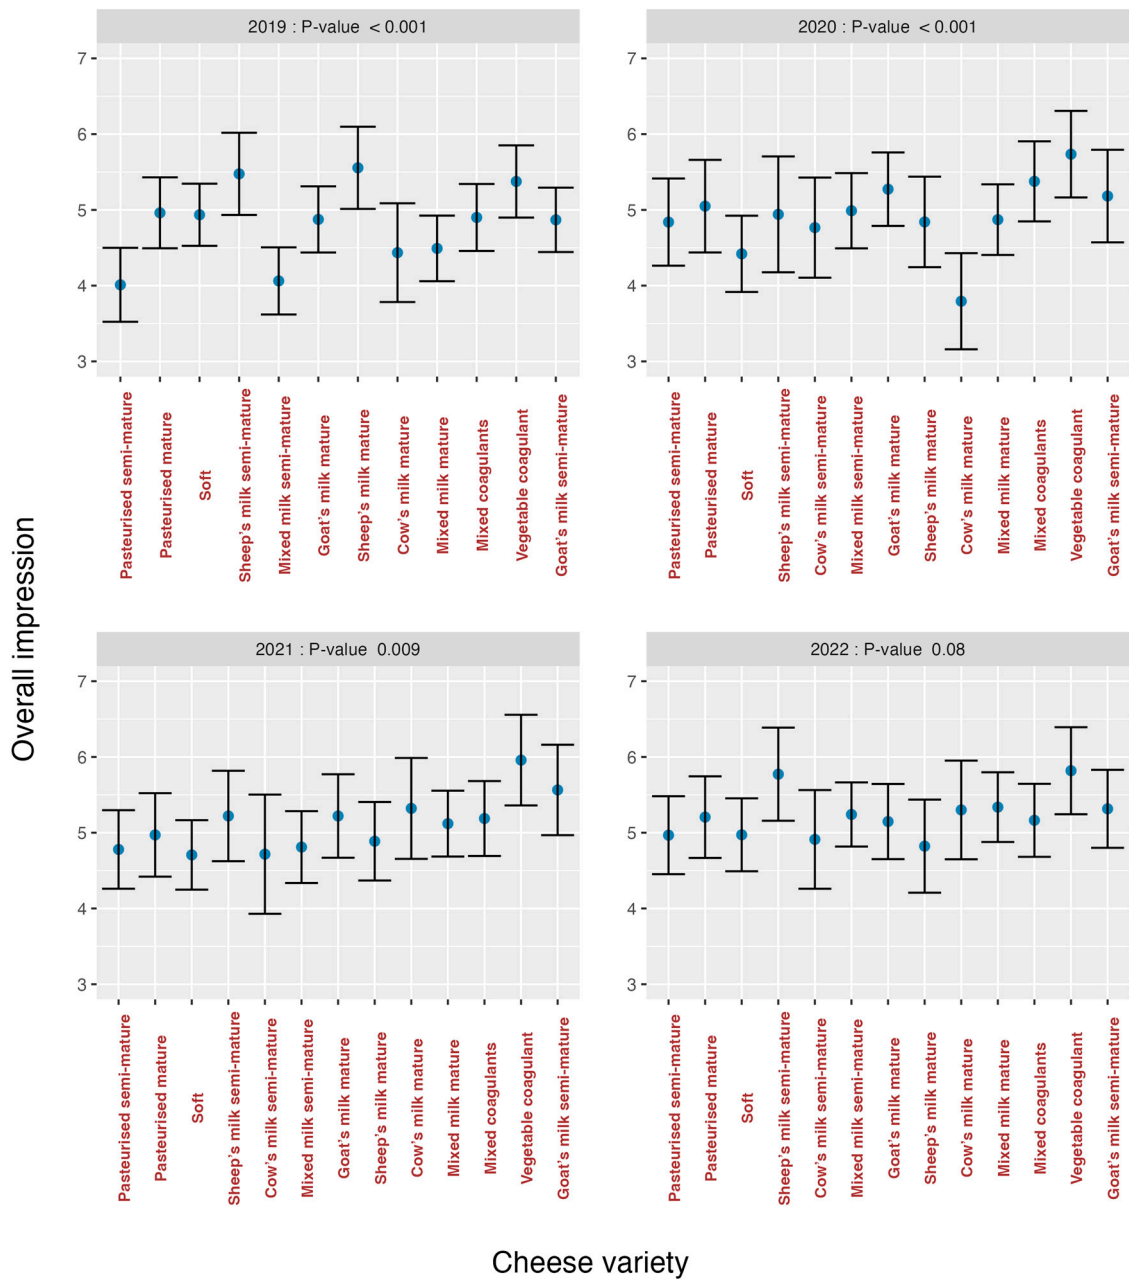 2019 : P-value < 0.001
7
6
5
4
3
Pasteurised semi-mature
Pasteurised mature
Soft
Sheep's milk semi-mature
Mixed milk semi-mature
Goat's milk mature
Sheep's milk mature
Cow's milk mature
Mixed milk mature
Mixed coagulants
Vegetable coagulant
Goat's milk semi-mature
2020 : P-value < 0.001
7
6
5
4
3
Pasteurised semi-mature
Pasteurised mature
Soft
Sheep's milk semi-mature
Cow's milk semi-mature
Mixed milk semi-mature
Goat's milk mature
Sheep's milk mature
Cow's milk mature
Mixed milk mature
Mixed coagulants
Vegetable coagulant
Goat's milk semi-mature
Overall impression
2021 : P-value 0.009
7
6
5
4
3
Pasteurised semi-mature
Pasteurised mature
Soft
Sheep's milk semi-mature
Cow's milk semi-mature
Mixed milk semi-mature
Goat's milk mature
Sheep's milk mature
Cow's milk mature
Mixed milk mature
Mixed coagulants
Vegetable coagulant
Goat's milk semi-mature
2022 : P-value 0.08
7
6
5
4
3
Pasteurised semi-mature
Pasteurised mature
Soft
Sheep's milk semi-mature
Cow's milk semi-mature
Mixed milk semi-mature
Goat's milk mature
Sheep's milk mature
Cow's milk mature
Mixed milk mature
Mixed coagulants
Vegetable coagulant
Goat's milk semi-mature
Cheese variety